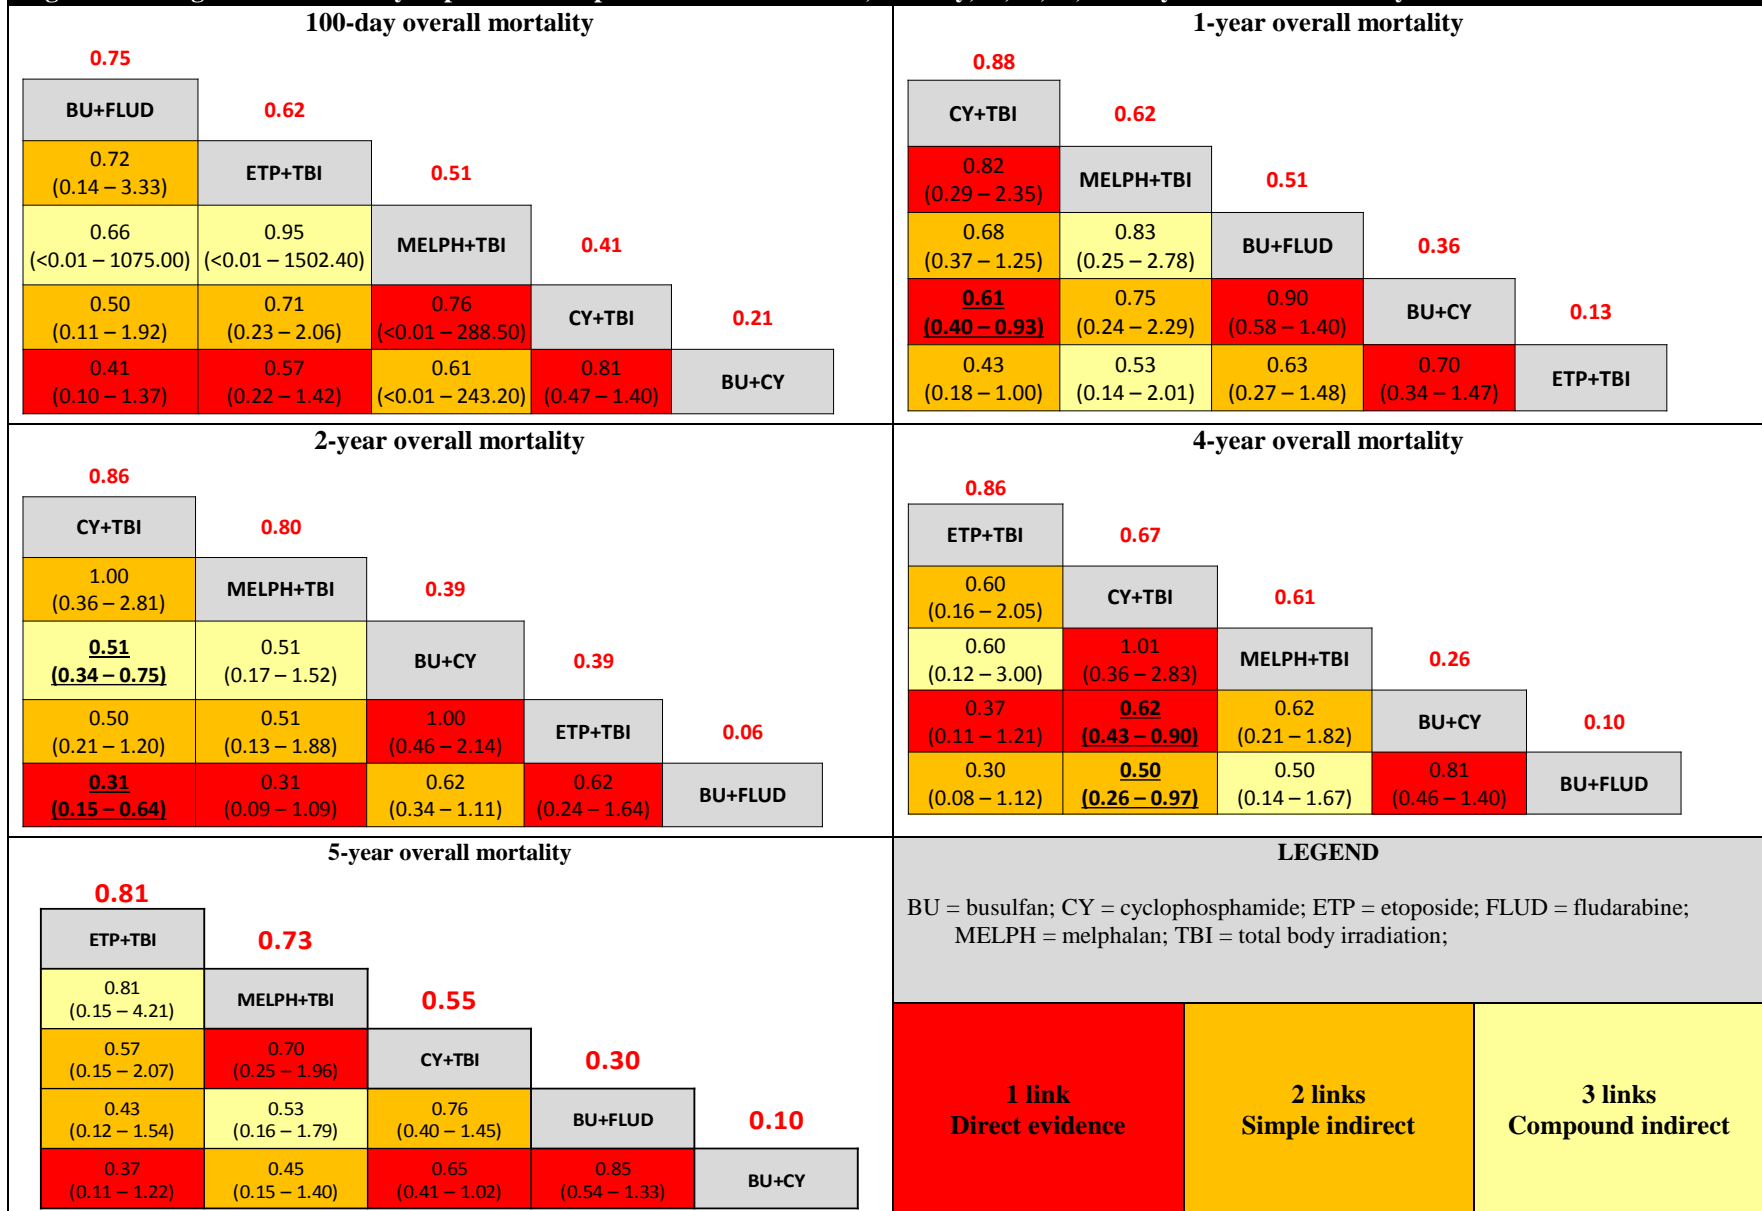 100-day overall mortality
0.75
BU+FLUD
0.62
0.72
(0.14 – 3.33)
ETP+TBI
0.51
0.66
(<0.01 – 1075.00)
0.95
(<0.01 – 1502.40)
MELPH+TBI
0.41
0.50
(0.11 – 1.92)
0.71
(0.23 – 2.06)
0.76
(<0.01 – 288.50)
CY+TBI
0.21
0.41
(0.10 – 1.37)
0.57
(0.22 – 1.42)
0.61
(<0.01 – 243.20)
0.81
(0.47 – 1.40)
BU+CY
1-year overall mortality
0.88
CY+TBI
0.62
0.82
(0.29 – 2.35)
MELPH+TBI
0.51
0.68
(0.37 – 1.25)
0.83
(0.25 – 2.78)
BU+FLUD
0.36
0.61
(0.40 – 0.93)
0.75
(0.24 – 2.29)
0.90
(0.58 – 1.40)
BU+CY
0.13
0.43
(0.18 – 1.00)
0.53
(0.14 – 2.01)
0.63
(0.27 – 1.48)
0.70
(0.34 – 1.47)
ETP+TBI
2-year overall mortality
0.86
CY+TBI
0.80
1.00
(0.36 – 2.81)
MELPH+TBI
0.39
0.51
(0.34 – 0.75)
0.51
(0.17 – 1.52)
BU+CY
0.39
0.50
(0.21 – 1.20)
0.51
(0.13 – 1.88)
1.00
(0.46 – 2.14)
ETP+TBI
0.06
0.31
(0.15 – 0.64)
0.31
(0.09 – 1.09)
0.62
(0.34 – 1.11)
0.62
(0.24 – 1.64)
BU+FLUD
4-year overall mortality
0.86
ETP+TBI
0.67
0.60
(0.16 – 2.05)
CY+TBI
0.61
0.60
(0.12 – 3.00)
1.01
(0.36 – 2.83)
MELPH+TBI
0.26
0.37
(0.11 – 1.21)
0.62
(0.43 – 0.90)
0.62
(0.21 – 1.82)
BU+CY
0.10
0.30
(0.08 – 1.12)
0.50
(0.26 – 0.97)
0.50
(0.14 – 1.67)
0.81
(0.46 – 1.40)
BU+FLUD
5-year overall mortality
0.81
ETP+TBI
0.73
0.81
(0.15 – 4.21)
MELPH+TBI
0.55
0.57
(0.15 – 2.07)
0.70
(0.25 – 1.96)
CY+TBI
0.30
0.43
(0.12 – 1.54)
0.53
(0.16 – 1.79)
0.76
(0.40 – 1.45)
BU+FLUD
0.10
0.37
(0.11 – 1.22)
0.45
(0.15 – 1.40)
0.65
(0.41 – 1.02)
0.85
(0.54 – 1.33)
BU+CY
LEGEND
BU = busulfan; CY = cyclophosphamide; ETP = etoposide; FLUD = fludarabine;
MELPH = melphalan; TBI = total body irradiation;
1 link
Direct evidence
2 links
Simple indirect
3 links
Compound indirect